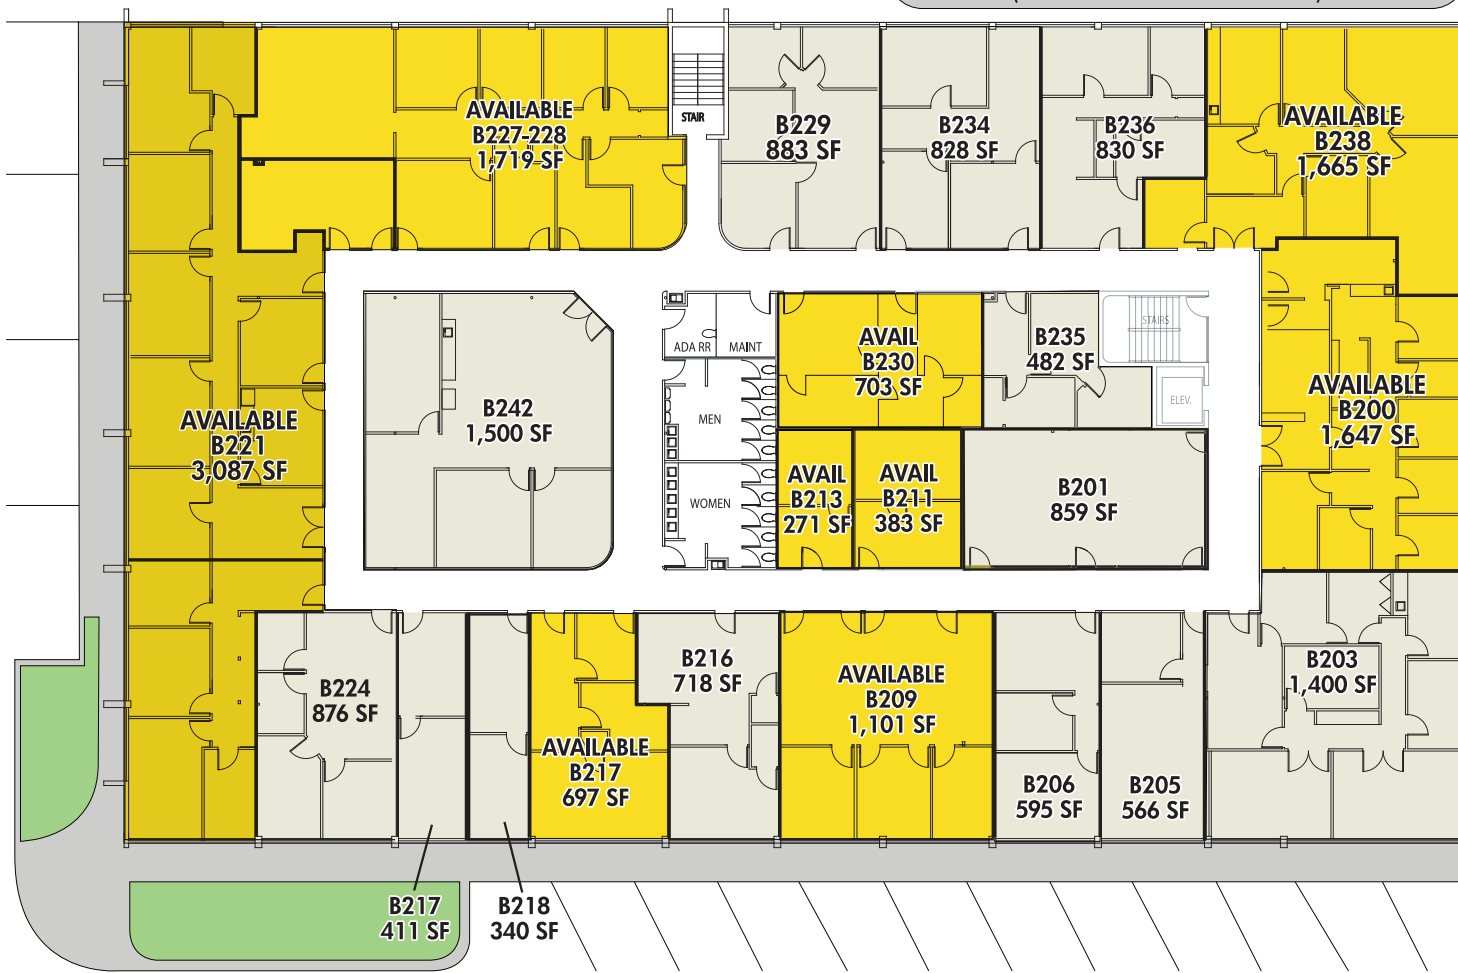 AVAILABLE
B227-228
1,719 SF
STAIR
B229
883 SF
B234
828 SF
B236
830 SF
AVAILABLE
B238
1,665 SF
AVAILABLE
B221
3,087 SF
B242
1,500 SF
ADA RR
MAINT
MEN
WOMEN
AVAIL
B230
703 SF
B235
482 SF
STAIRS
ELEV.
AVAILABLE
B200
1,647 SF
AVAIL
B213
271 SF
AVAIL
B211
383 SF
B201
859 SF
B224
876 SF
AVAILABLE
B217
697 SF
B216
718 SF
AVAILABLE
B209
1,101 SF
B206
595 SF
B205
566 SF
B203
1,400 SF
B217
411 SF
B218
340 SF